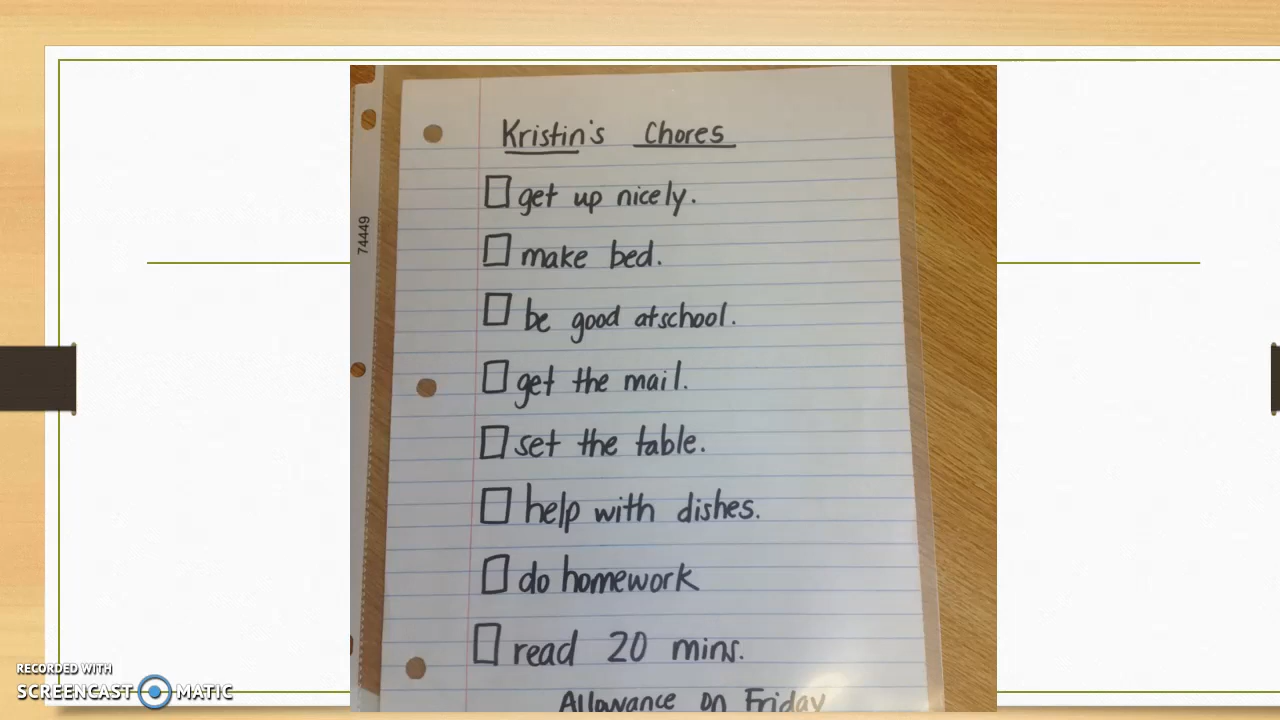 Kristin's Chores
get up nicely.
make bed.
be good atschool.
get the mail.
set the table.
help with dishes.
do homework
read 20 mins.
Allowance on Friday
74449
RECORDED WITH
SCREENCAST MATIC